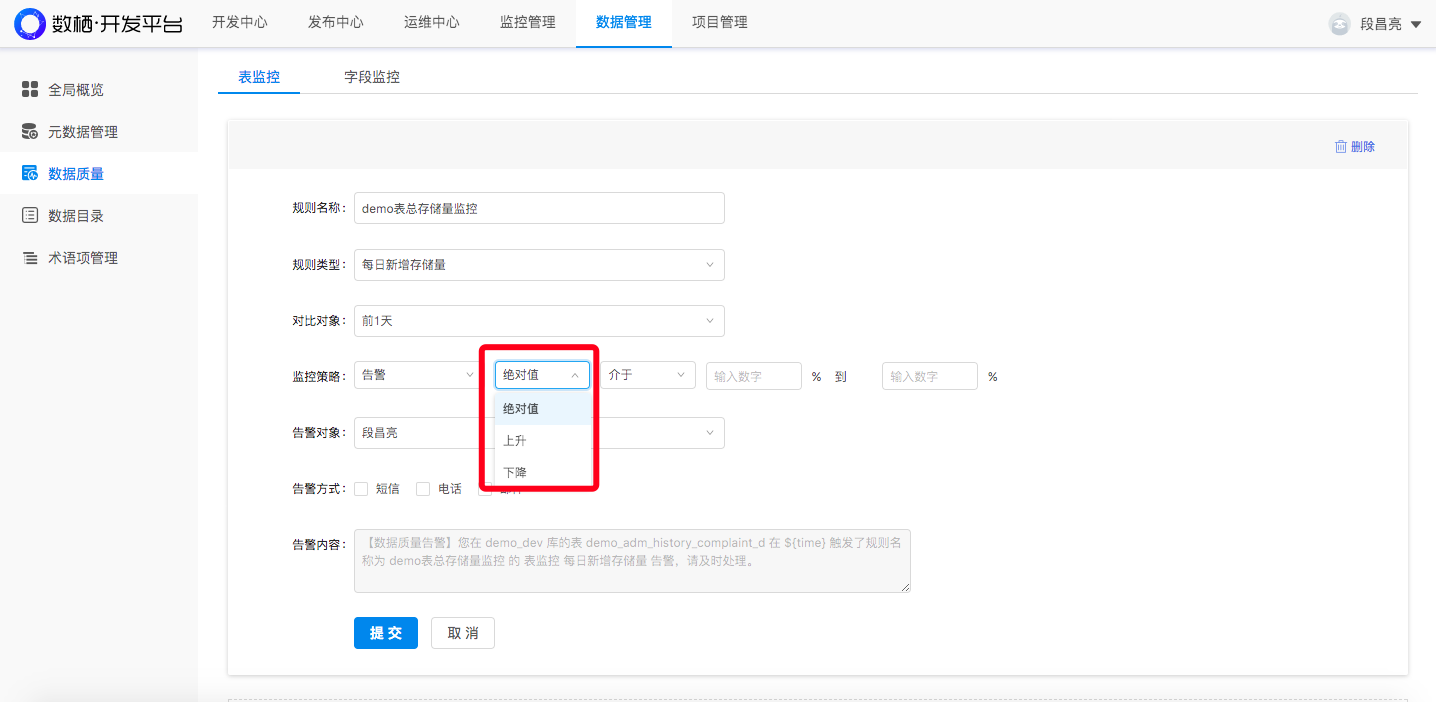 数栖·开发平台 开发中心 发布中心 运维中心 监控管理 数据管理 项目管理 段昌亮
全局概览
元数据管理
数据质量
数据目录
术语项管理
表监控 字段监控
删除
规则名称： demo表总存储量监控
规则类型： 每日新增存储量
对比对象： 前1天
监控策略： 告警 绝对值 介于 输入数字 % 到 输入数字 %
绝对值
上升
下降
告警对象： 段昌亮
告警方式： 短信 电话
告警内容： 【数据质量告警】您在 demo_dev 库的表 demo_adm_history_complaint_d 在 ${time} 触发了规则名
称为 demo表总存储量监控 的 表监控 每日新增存储量 告警，请及时处理。
提 交 取 消